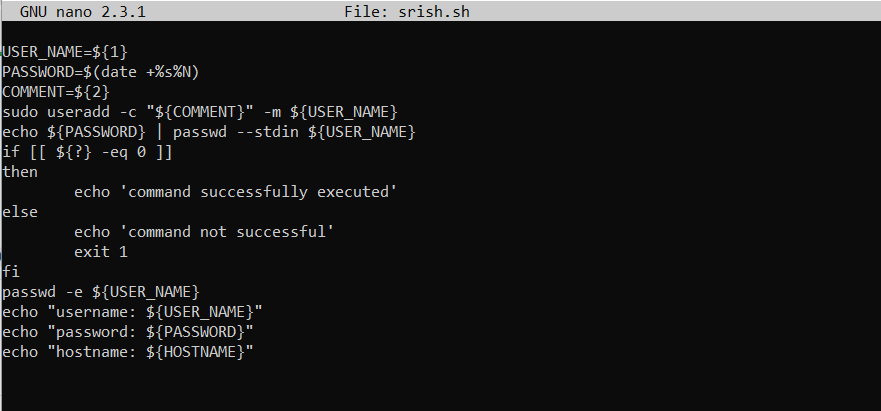 GNU nano 2.3.1 File: srish.sh
USER_NAME=${1}
PASSWORD=$(date +%s%N)
COMMENT=${2}
sudo useradd -c "${COMMENT}" -m ${USER_NAME}
echo ${PASSWORD} | passwd --stdin ${USER_NAME}
if [[ ${?} -eq 0 ]]
then
        echo 'command successfully executed'
else
        echo 'command not successful'
        exit 1
fi
passwd -e ${USER_NAME}
echo "username: ${USER_NAME}"
echo "password: ${PASSWORD}"
echo "hostname: ${HOSTNAME}"